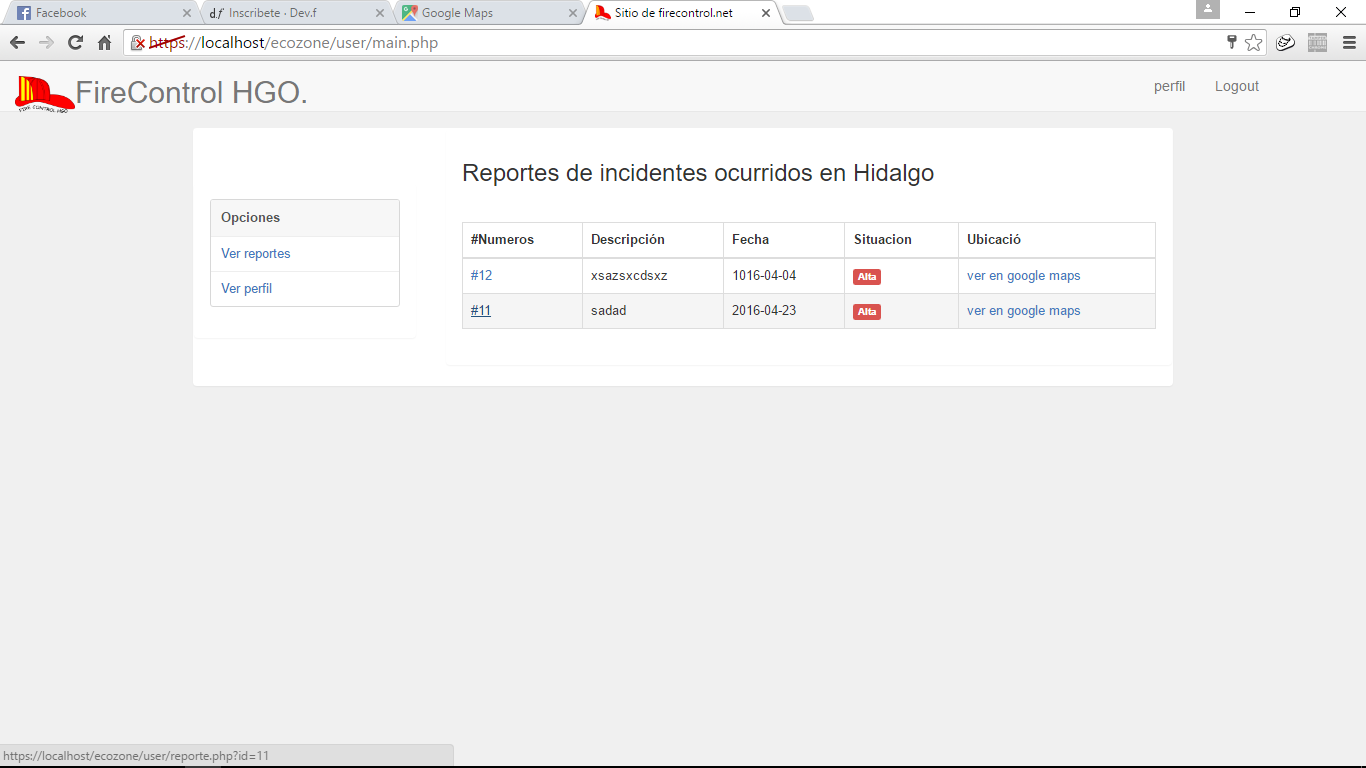 Facebook
d.f Inscribete · Dev.f
Google Maps
Sitio de firecontrol.net
https://localhost/ecozone/user/main.php
FIRE CONTROL HGO
FireControl HGO.
perfil
Logout
Opciones
Ver reportes
Ver perfil
Reportes de incidentes ocurridos en Hidalgo
#Numeros Descripción Fecha Situacion Ubicació
#12 xsazsxcdsxz 1016-04-04 Alta ver en google maps
#11 sadad 2016-04-23 Alta ver en google maps
https://localhost/ecozone/user/reporte.php?id=11